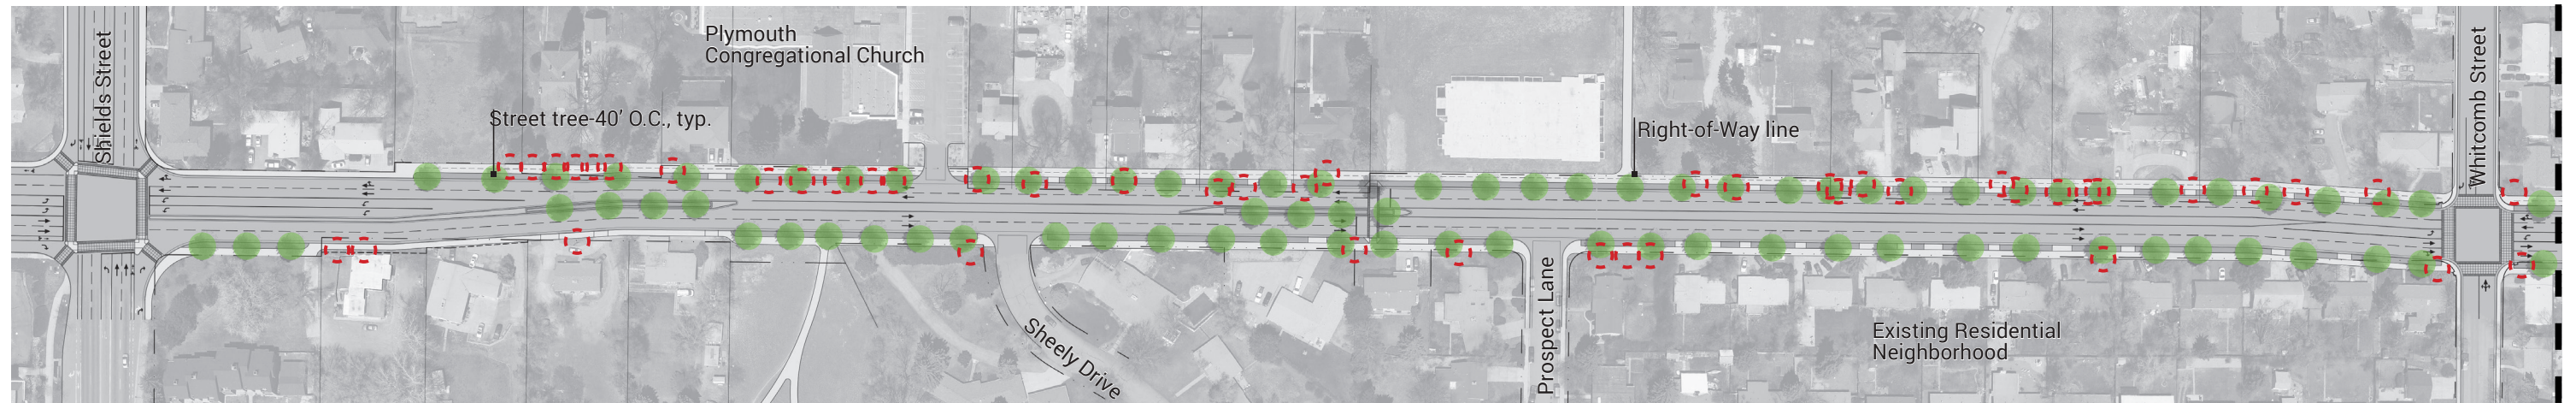 Shields Street
Plymouth
Congregational Church
Street tree-40’ O.C., typ.
Right-of-Way line
Whitcomb Street
Sheely Drive
Prospect Lane
Existing Residential
Neighborhood